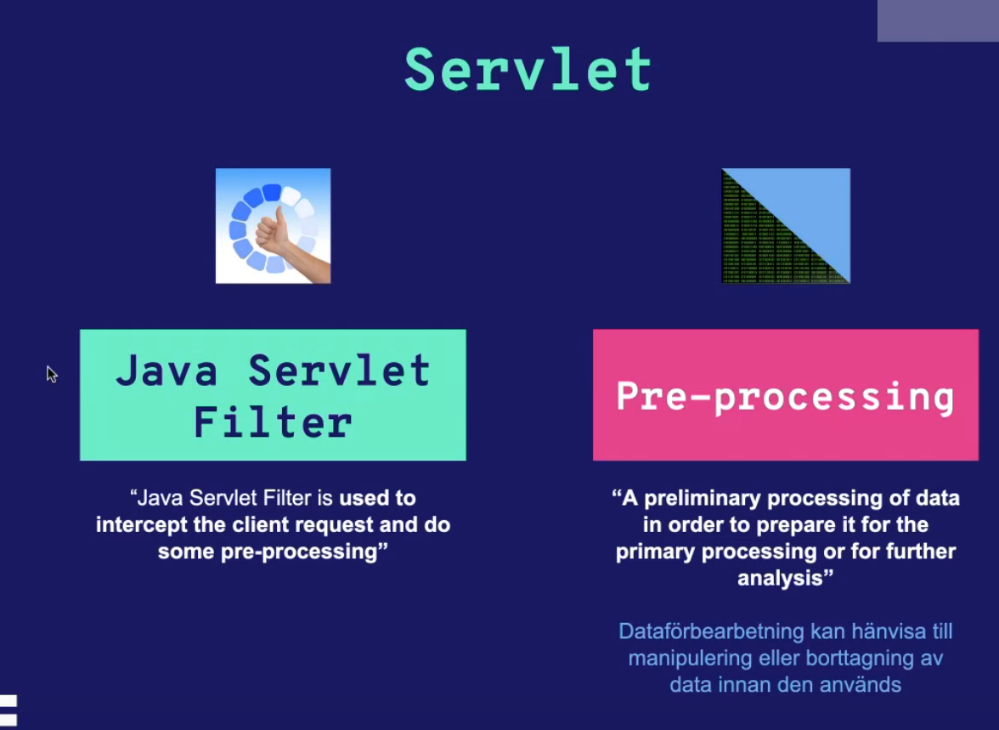 Servlet
Java Servlet
Filter
“Java Servlet Filter is used to
intercept the client request and do
some pre-processing”
Pre-processing
“A preliminary processing of data
in order to prepare it for the
primary processing or for further
analysis”
Dataförbearbetning kan hänvisa till
manipulering eller borttagning av
data innan den används